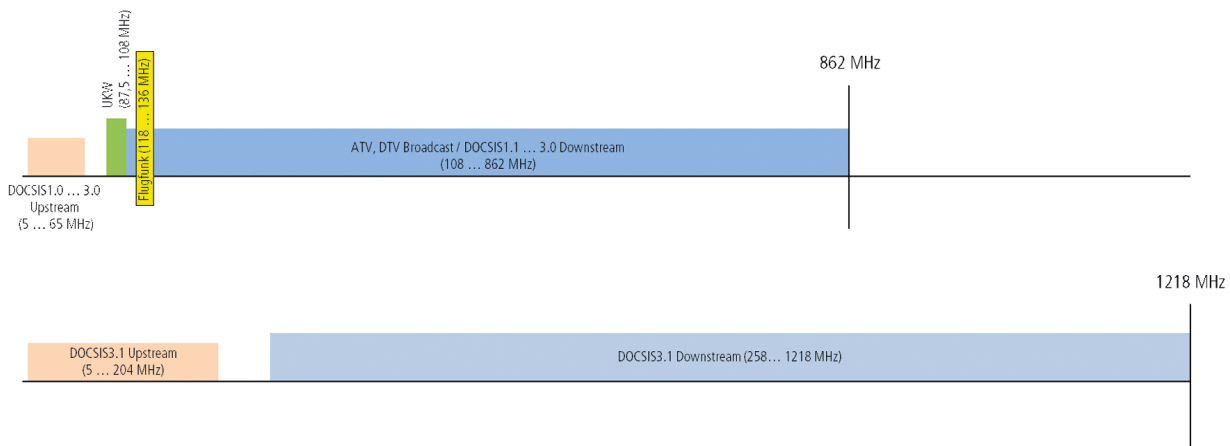 UKW
(87,5 … 108 MHz)
Flugfunk (118 … 136 MHz)
862 MHz
ATV, DTV Broadcast / DOCSIS1.1 … 3.0 Downstream
(108 … 862 MHz)
DOCSIS1.0 … 3.0
Upstream
(5 … 65 MHz)
1218 MHz
DOCSIS3.1 Upstream
(5 … 204 MHz)
DOCSIS3.1 Downstream (258… 1218 MHz)